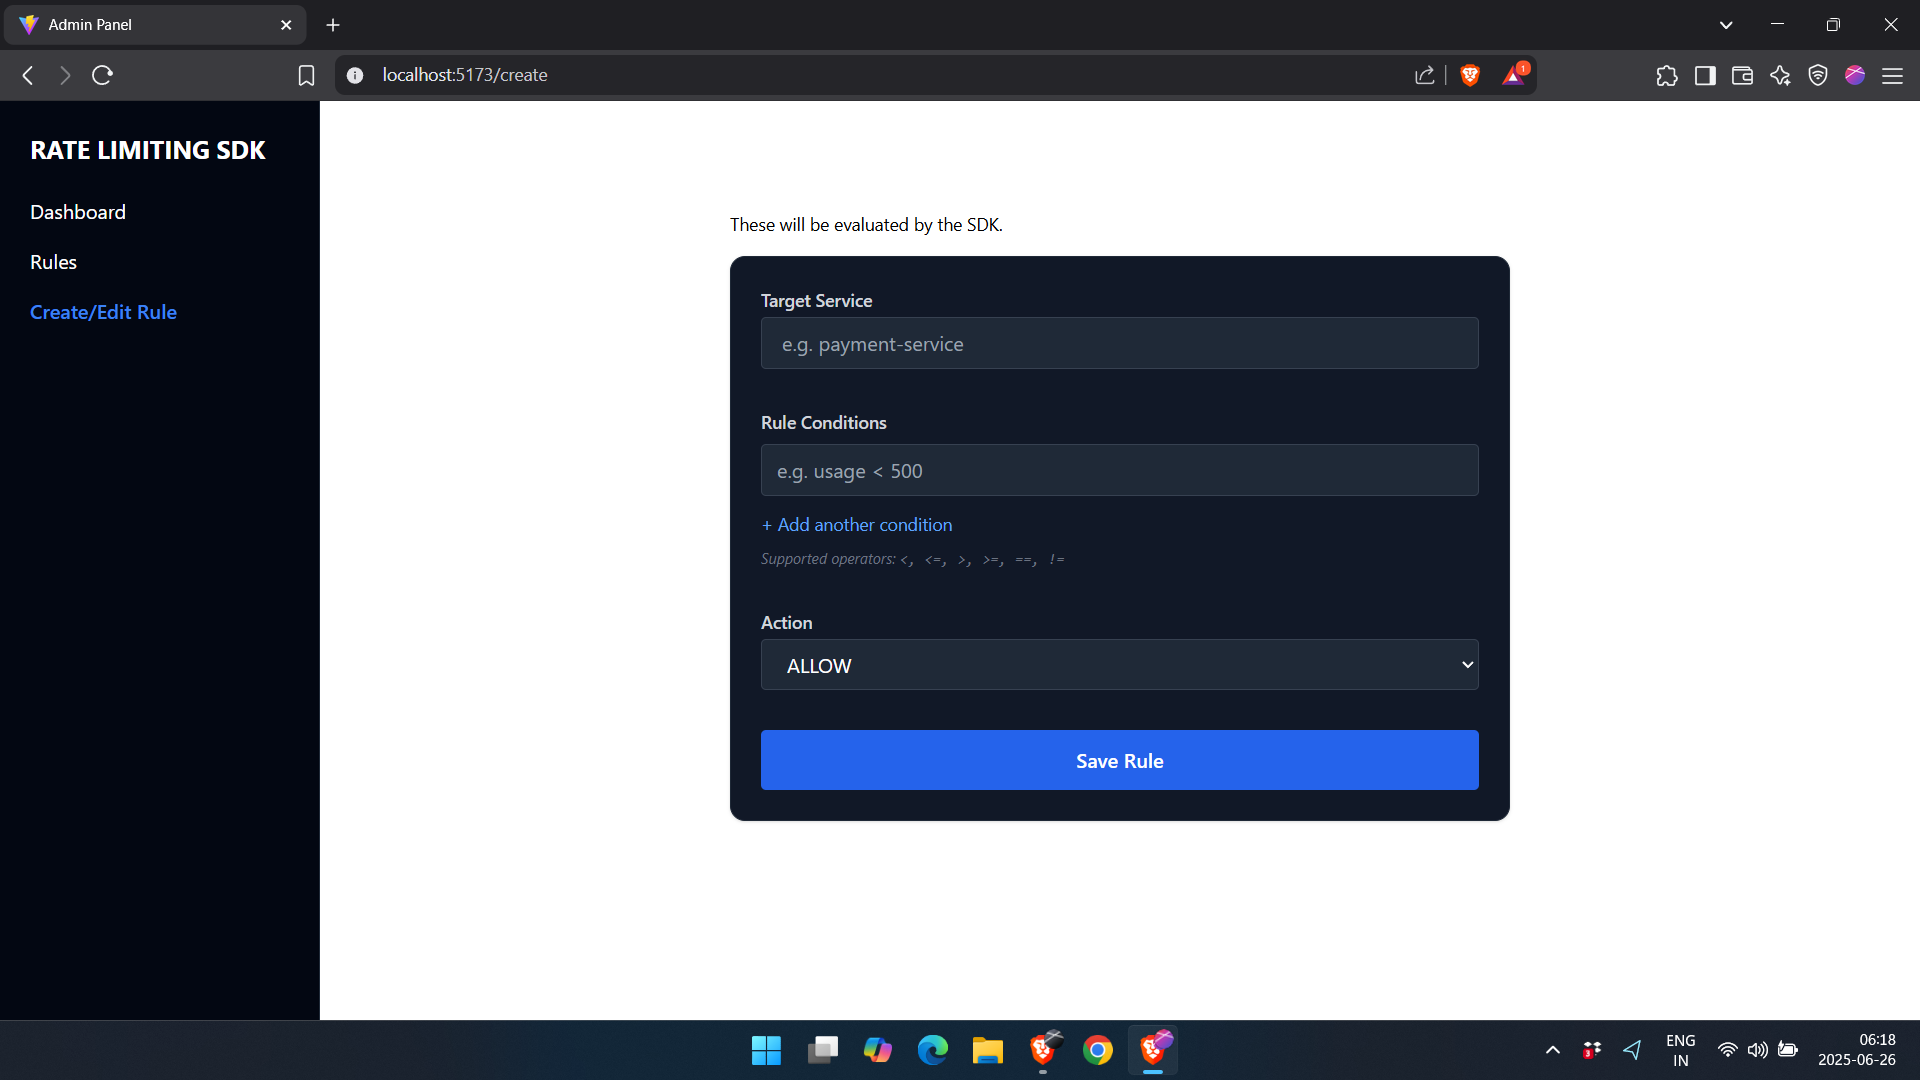 Admin Panel
localhost:5173/create
1
RATE LIMITING SDK
Dashboard
Rules
Create/Edit Rule
These will be evaluated by the SDK.
Target Service
e.g. payment-service
Rule Conditions
e.g. usage < 500
+ Add another condition
Supported operators: <, <=, >, >=, ==, !=
Action
ALLOW
Save Rule
3
ENG
IN
06:18
2025-06-26